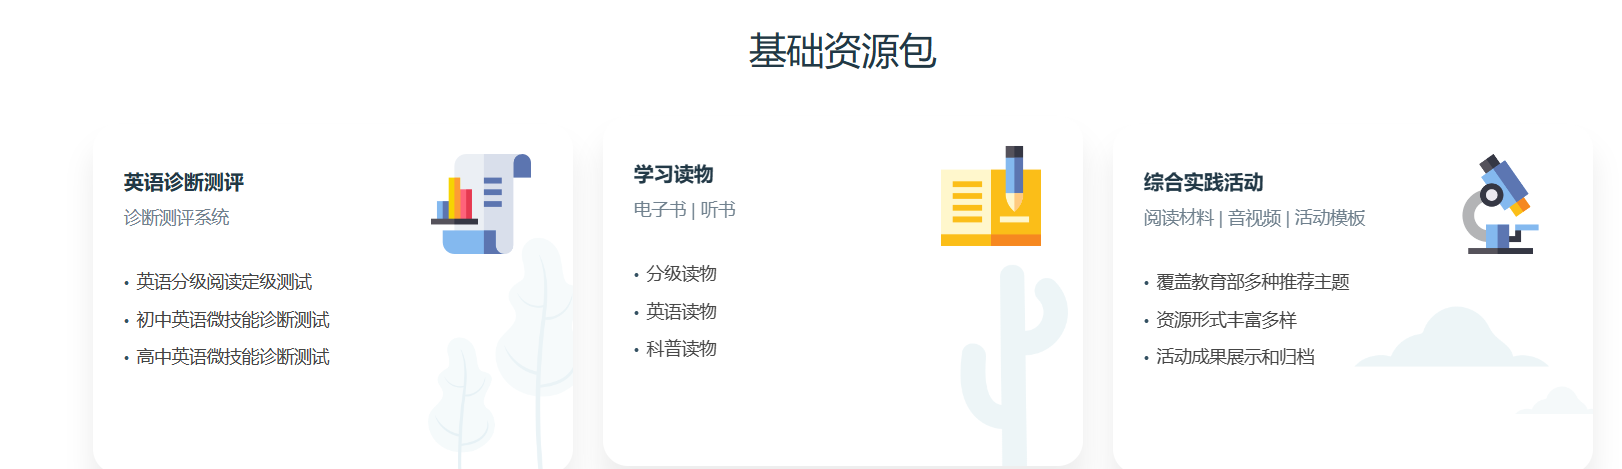 基础资源包
英语诊断测评
诊断测评系统
• 英语分级阅读定级测试
• 初中英语微技能诊断测试
• 高中英语微技能诊断测试
学习读物
电子书 | 听书
• 分级读物
• 英语读物
• 科普读物
综合实践活动
阅读材料 | 音视频 | 活动模板
• 覆盖教育部多种推荐主题
• 资源形式丰富多样
• 活动成果展示和归档